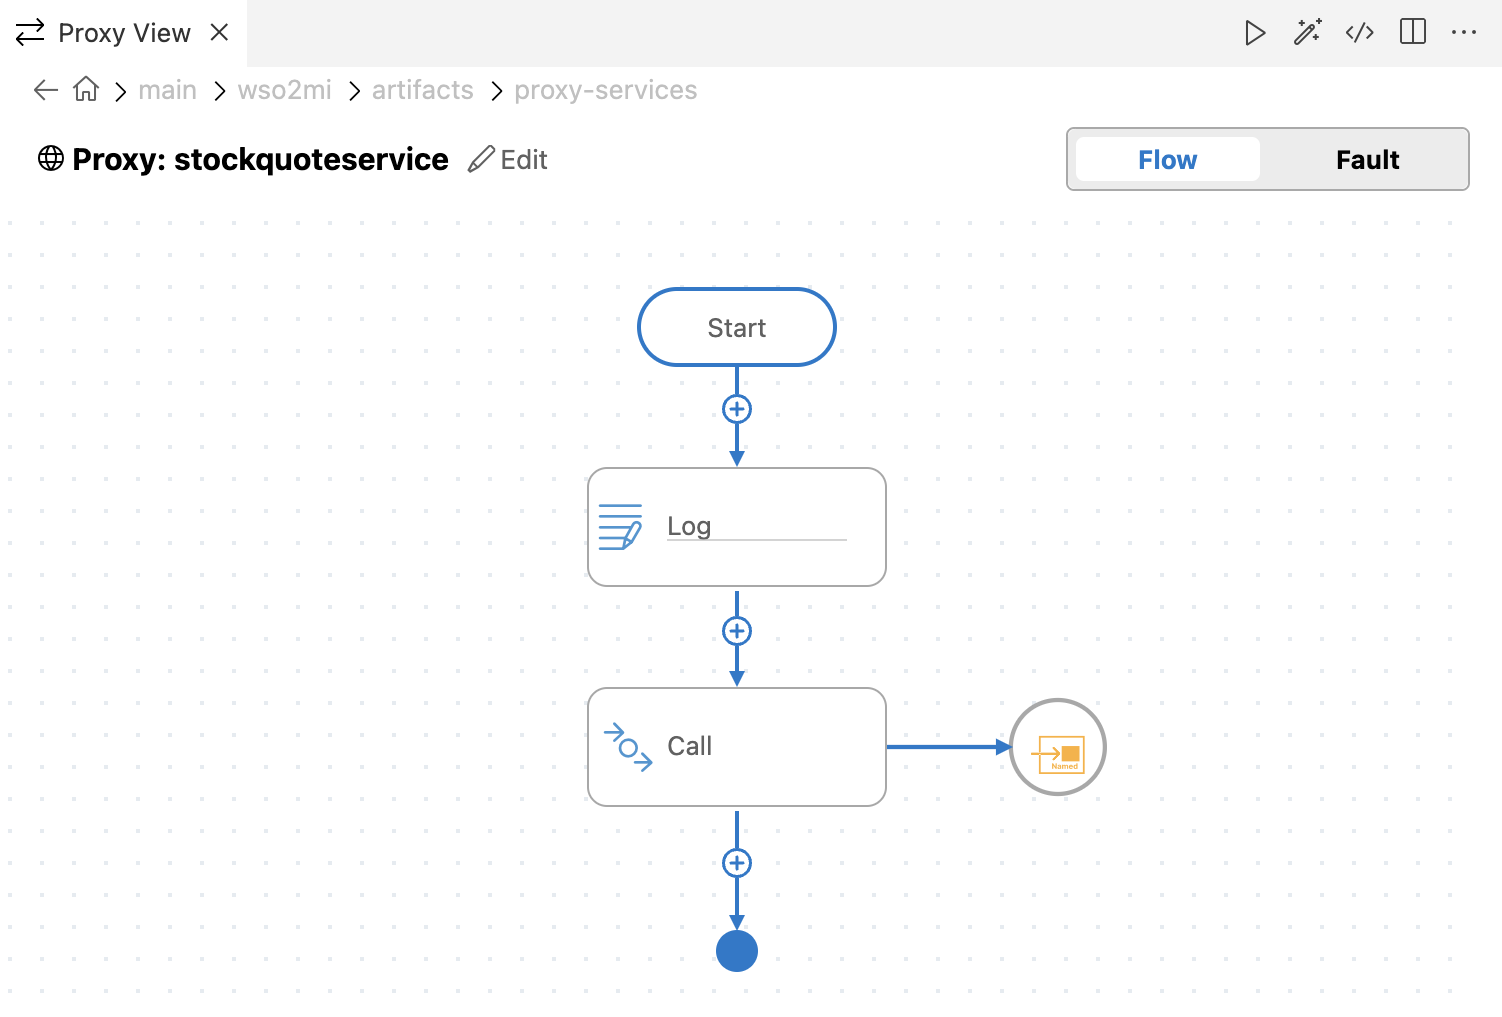 Proxy View
main wso2mi artifacts proxy-services
Proxy: stockquoteservice Edit
Flow Fault
Start
Log
Call
Named